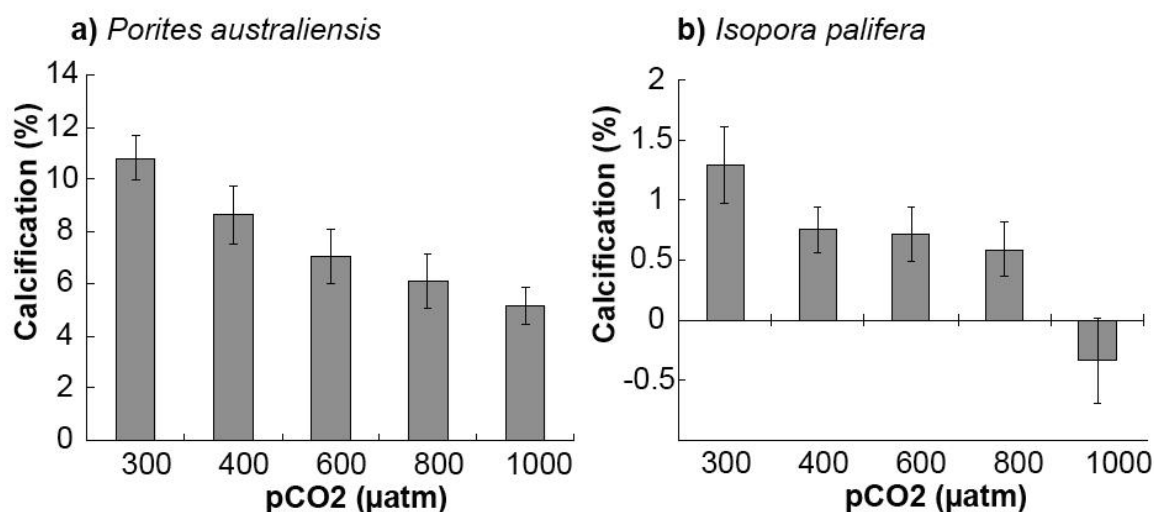 a) Porites australiensis
Calcification (%)
14
12
10
8
6
4
2
0
300 400 600 800 1000
pCO2 (µatm)
b) Isopora palifera
Calcification (%)
2
1.5
1
0.5
0
-0.5
300 400 600 800 1000
pCO2 (µatm)